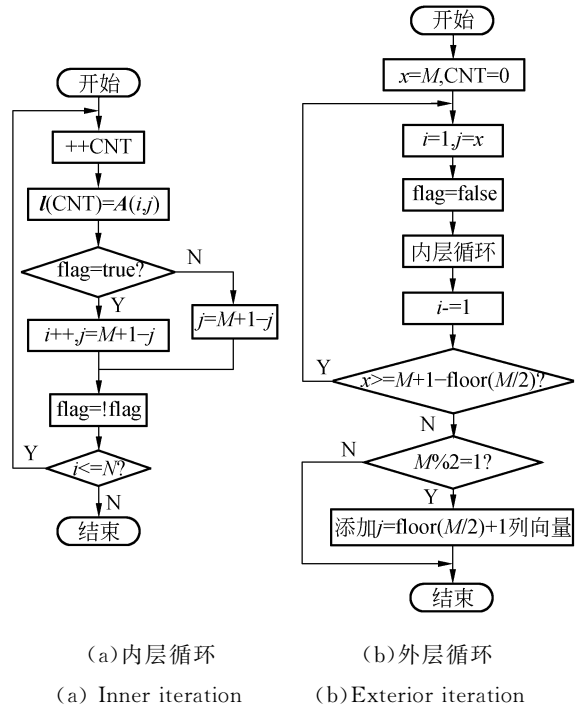 开始
++CNT
l(CNT)=A(i,j)
flag=true?
N
Y
i++,j=M+1−j
j=M+1−j
flag=!flag
Y
i<=N?
N
结束
(a)内层循环
(a) Inner iteration
开始
x=M,CNT=0
i=1,j=x
flag=false
内层循环
i-=1
Y
x>=M+1−floor(M/2)?
N
N
M%2=1?
Y
添加j=floor(M/2)+1列向量
结束
(b)外层循环
(b)Exterior iteration